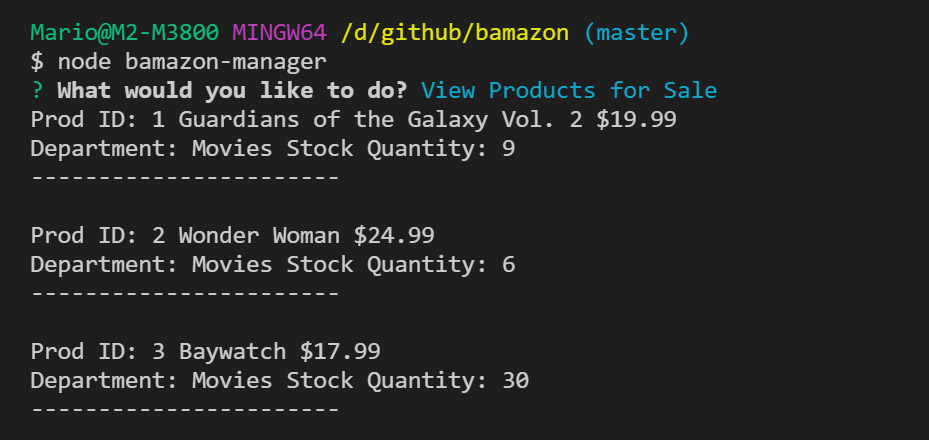 Mario@M2-M3800 MINGW64 /d/github/bamazon (master)
$ node bamazon-manager
? What would you like to do? View Products for Sale
Prod ID: 1 Guardians of the Galaxy Vol. 2 $19.99
Department: Movies Stock Quantity: 9
-----------------------
Prod ID: 2 Wonder Woman $24.99
Department: Movies Stock Quantity: 6
-----------------------
Prod ID: 3 Baywatch $17.99
Department: Movies Stock Quantity: 30
-----------------------